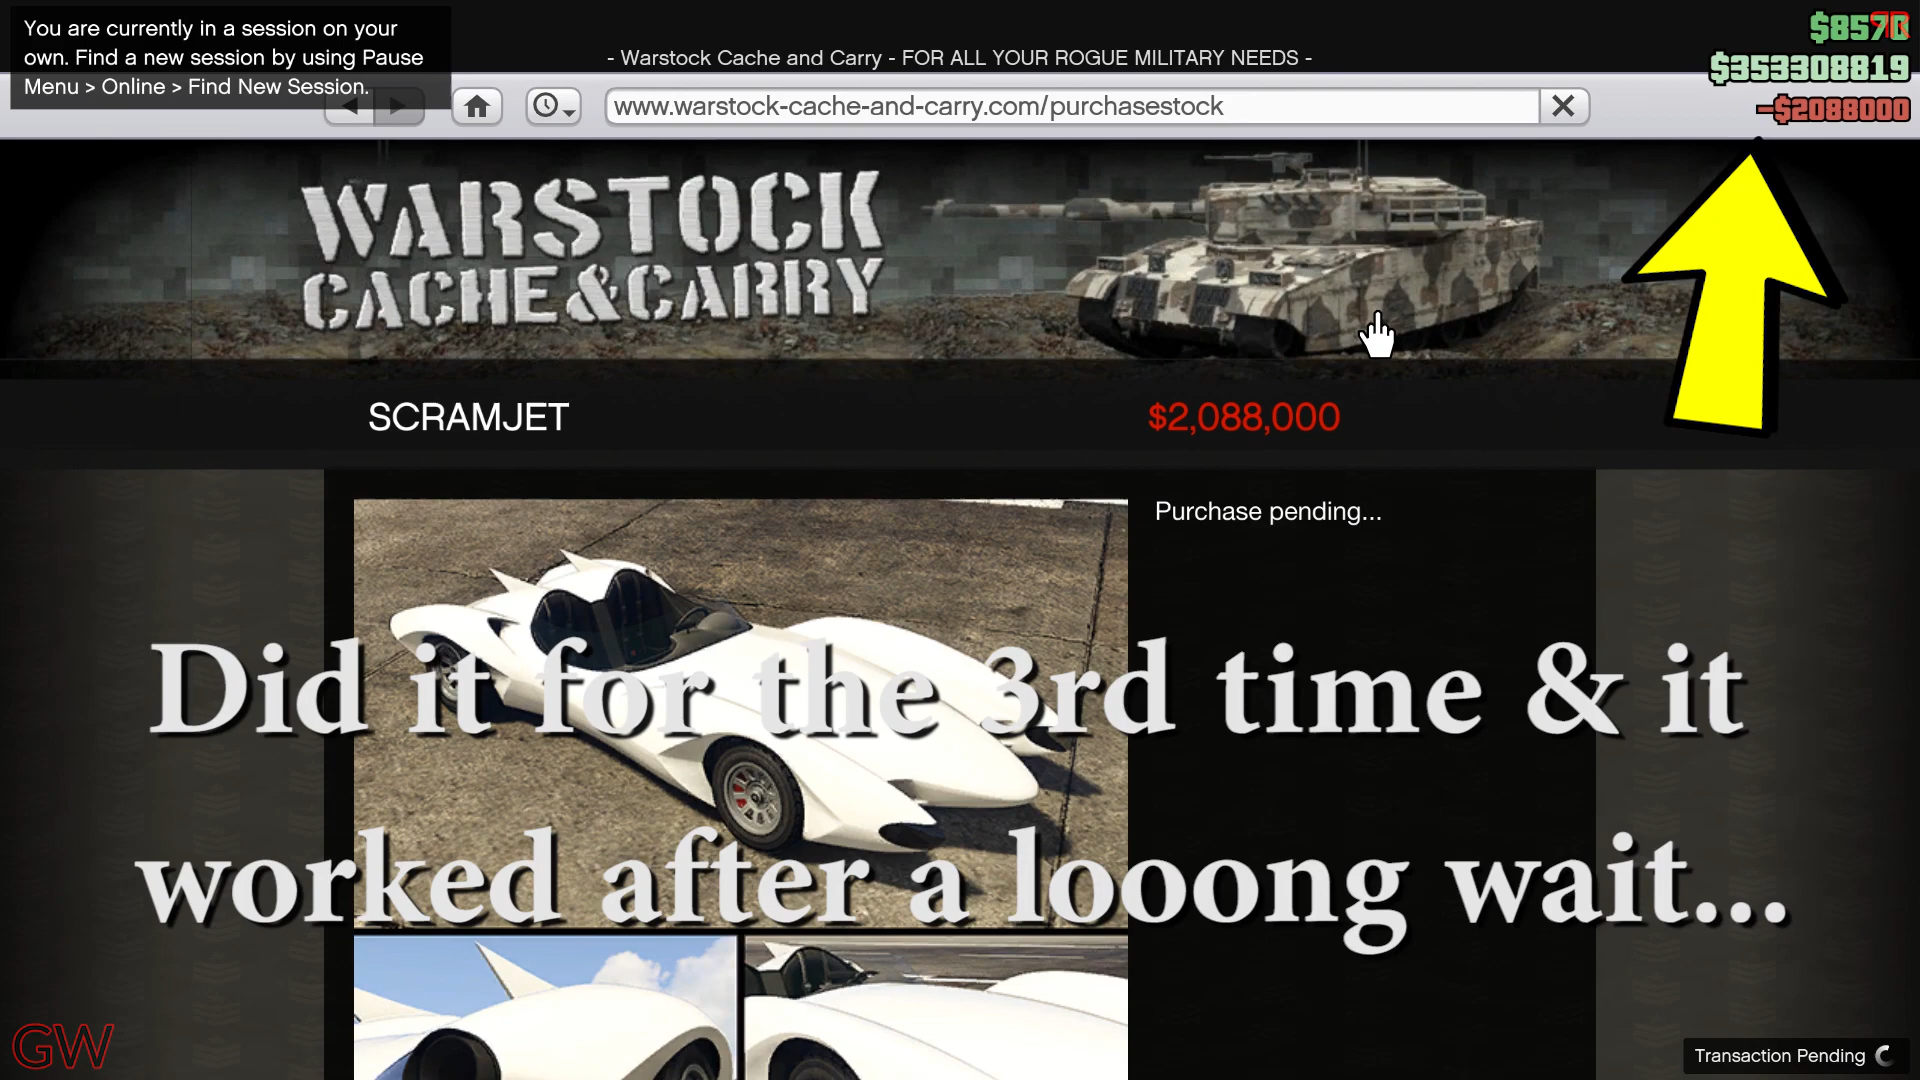 You are currently in a session on your
own. Find a new session by using Pause
Menu > Online > Find New Session.
- Warstock Cache and Carry - FOR ALL YOUR ROGUE MILITARY NEEDS -
$8570
$353308819
-$2088000
www.warstock-cache-and-carry.com/purchasestock
WARSTOCK
CACHE & CARRY
SCRAMJET
$2,088,000
Purchase pending...
Did it for the 3rd time & it
worked after a looong wait...
GW
Transaction Pending